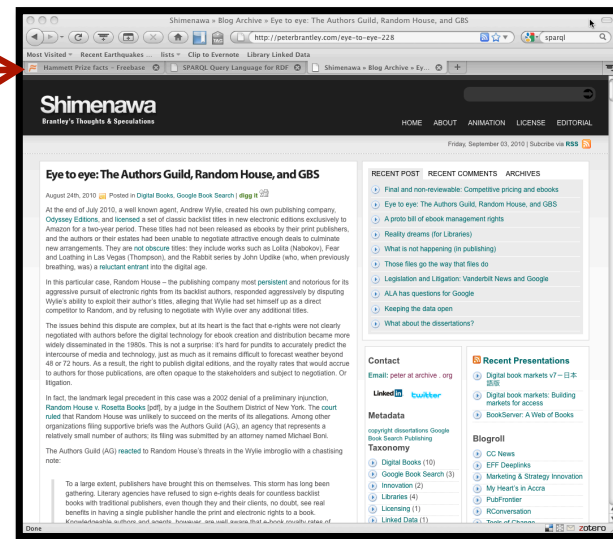 Shimenawa » Blog Archive » Eye to eye: The Authors Guild, Random House, and GBS
http://peterbrantley.com/eye-to-eye-228
sparql
Most Visited ▾ Recent Earthquakes ... lists ▾ Clip to Evernote Library Linked Data
Hammett Prize facts – Freebase
SPARQL Query Language for RDF
Shimenawa » Blog Archive » Ey...
Shimenawa
Brantley's Thoughts & Speculations
HOME ABOUT ANIMATION LICENSE EDITORIAL
Friday, September 03, 2010 | Subcribe via RSS
Eye to eye: The Authors Guild, Random House, and GBS
August 24th, 2010 Posted in Digital Books, Google Book Search | digg it
At the end of July 2010, a well known agent, Andrew Wylie, created his own publishing company,
Odyssey Editions, and licensed a set of classic backlist titles in new electronic editions exclusively to
Amazon for a two-year period. These titles had not been released as ebooks by their print publishers,
and the authors or their estates had been unable to negotiate attractive enough deals to culminate
new arrangements. They are not obscure titles: they include works such as Lolita (Nabokov), Fear
and Loathing in Las Vegas (Thompson), and the Rabbit series by John Updike (who, when previously
breathing, was) a reluctant entrant into the digital age.
In this particular case, Random House – the publishing company most persistent and notorious for its
aggressive pursuit of electronic rights from its backlist authors, responded aggressively by disputing
Wylie's ability to exploit their author's titles, alleging that Wylie had set himself up as a direct
competitor to Random, and by refusing to negotiate with Wylie over any additional titles.
The issues behind this dispute are complex, but at its heart is the fact that e-rights were not clearly
negotiated with authors before the digital technology for ebook creation and distribution became more
widely disseminated in the 1980s. This is not a surprise: it's hard for pundits to accurately predict the
intercourse of media and technology, just as much as it remains difficult to forecast weather beyond
48 or 72 hours. As a result, the right to publish digital editions, and the royalty rates that would accrue
to authors for those publications, are often opaque to the stakeholders and subject to negotiation. Or
litigation.
In fact, the landmark legal precedent in this case was a 2002 denial of a preliminary injunction,
Random House v. Rosetta Books [pdf], by a judge in the Southern District of New York. The court
ruled that Random House was unlikely to succeed on the merits of its allegations. Among other
organizations filing supportive briefs was the Authors Guild (AG), an agency that represents a
relatively small number of authors; its filing was submitted by an attorney named Michael Boni.
The Authors Guild (AG) reacted to Random House's threats in the Wylie imbroglio with a chastising
note:
To a large extent, publishers have brought this on themselves. This storm has long been
gathering. Literary agencies have refused to sign e-rights deals for countless backlist
books with traditional publishers, even though they and their clients, no doubt, see real
benefits in having a single publisher handle the print and electronic rights to a book.
Knowledgeable authors and agents, however, are well aware that e-book royalty rates of
RECENT POST RECENT COMMENTS ARCHIVES
Final and non-reviewable: Competitive pricing and ebooks
Eye to eye: The Authors Guild, Random House, and GBS
A proto bill of ebook management rights
Reality dreams (for Libraries)
What is not happening (in publishing)
Those files go the way that files do
Legislation and Litigation: Vanderbilt News and Google
ALA has questions for Google
Keeping the data open
What about the dissertations?
Contact
Email: peter at archive . org
Linked in twitter
Metadata
copyright dissertations Google
Book Search Publishing
Taxonomy
Digital Books (10)
Google Book Search (3)
Innovation (2)
Libraries (4)
Licensing (1)
Linked Data (1)
Recent Presentations
Digital book markets v7 – 日本
語版
Digital book markets: Building
markets for access
BookServer: A Web of Books
Blogroll
CC News
EFF Deeplinks
Marketing & Strategy Innovation
My Heart's in Accra
PubFrontier
RConversation
Tools of Change
Done
zotero